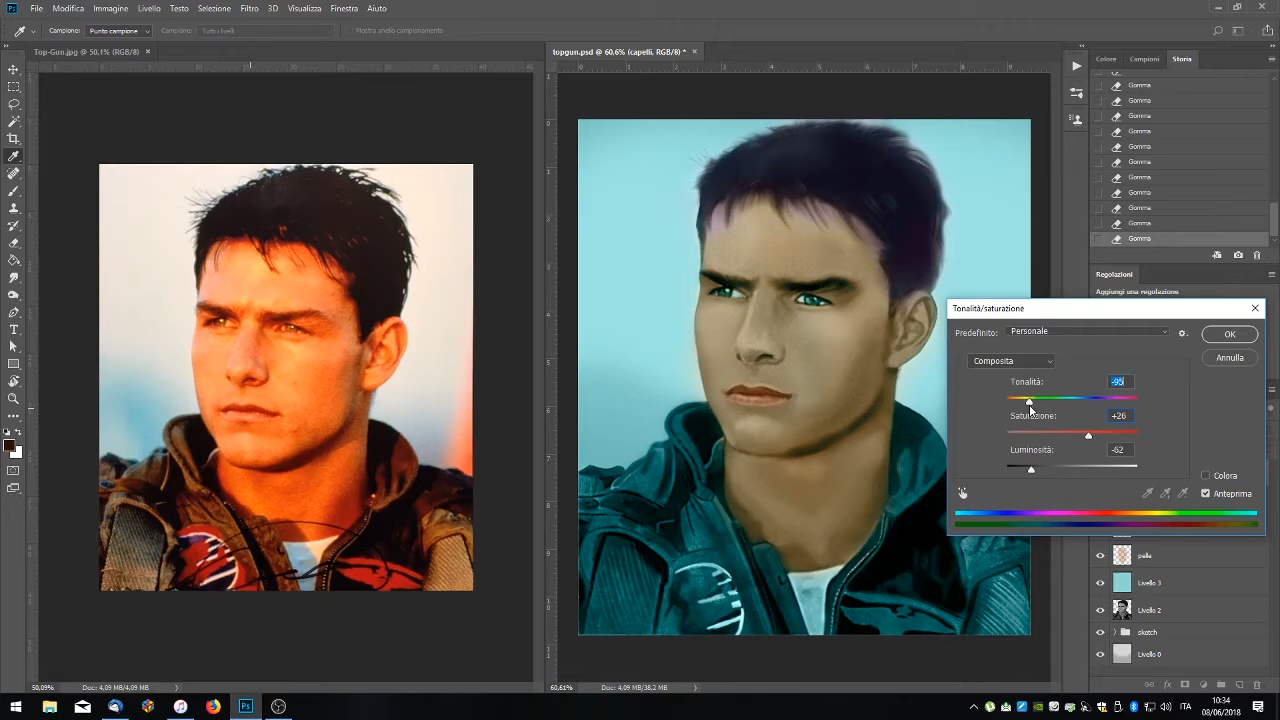 Ps File Modifica Immagine Livello Testo Selezione Filtro 3D Visualizza Finestra Aiuto
Campione: Punto campione Campione: Tutti i livelli Mostra anello campionamento
Top-Gun.jpg @ 50,1% (RGB/8) × topgun.psd @ 60,6% (capelli, RGB/8) * ×
Colore Campioni Storia
Gomma
Gomma
Gomma
Gomma
Gomma
Gomma
Gomma
Gomma
Gomma
Gomma
Gomma
Regolazioni
Aggiungi una regolazione
Tonalità/saturazione
Predefinito: Personale
OK
Composita
Annulla
Tonalità: -95
Saturazione: +26
Luminosità: -62
Colora
Anteprima
pelle
Livello 3
Livello 2
sketch
Livello 0
50,09% Doc: 4,09 MB/4,09 MB
60,61% Doc: 4,09 MB/38,2 MB
Ps
ITA
10:34
08/06/2018